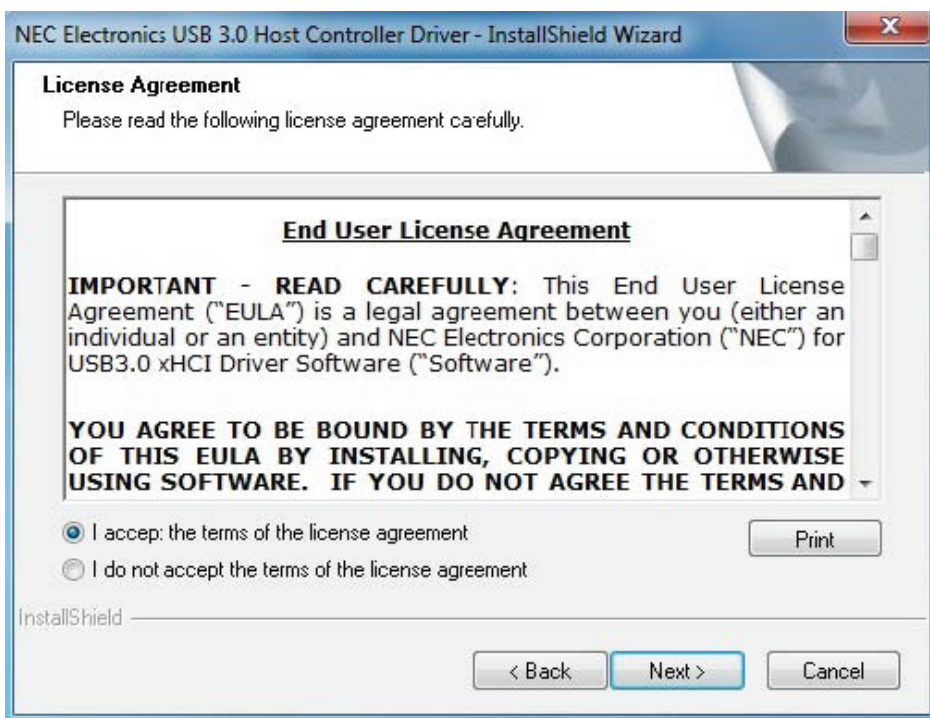 NEC Electronics USB 3.0 Host Controller Driver - InstallShield Wizard
License Agreement
Please read the following license agreement carefully.
End User License Agreement
IMPORTANT - READ CAREFULLY: This End User License
Agreement (“EULA”) is a legal agreement between you (either an
individual or an entity) and NEC Electronics Corporation (“NEC”) for
USB3.0 xHCI Driver Software (“Software”).
YOU AGREE TO BE BOUND BY THE TERMS AND CONDITIONS
OF THIS EULA BY INSTALLING, COPYING OR OTHERWISE
USING SOFTWARE. IF YOU DO NOT AGREE THE TERMS AND
I accept the terms of the license agreement
Print
I do not accept the terms of the license agreement
InstallShield
< Back
Next >
Cancel